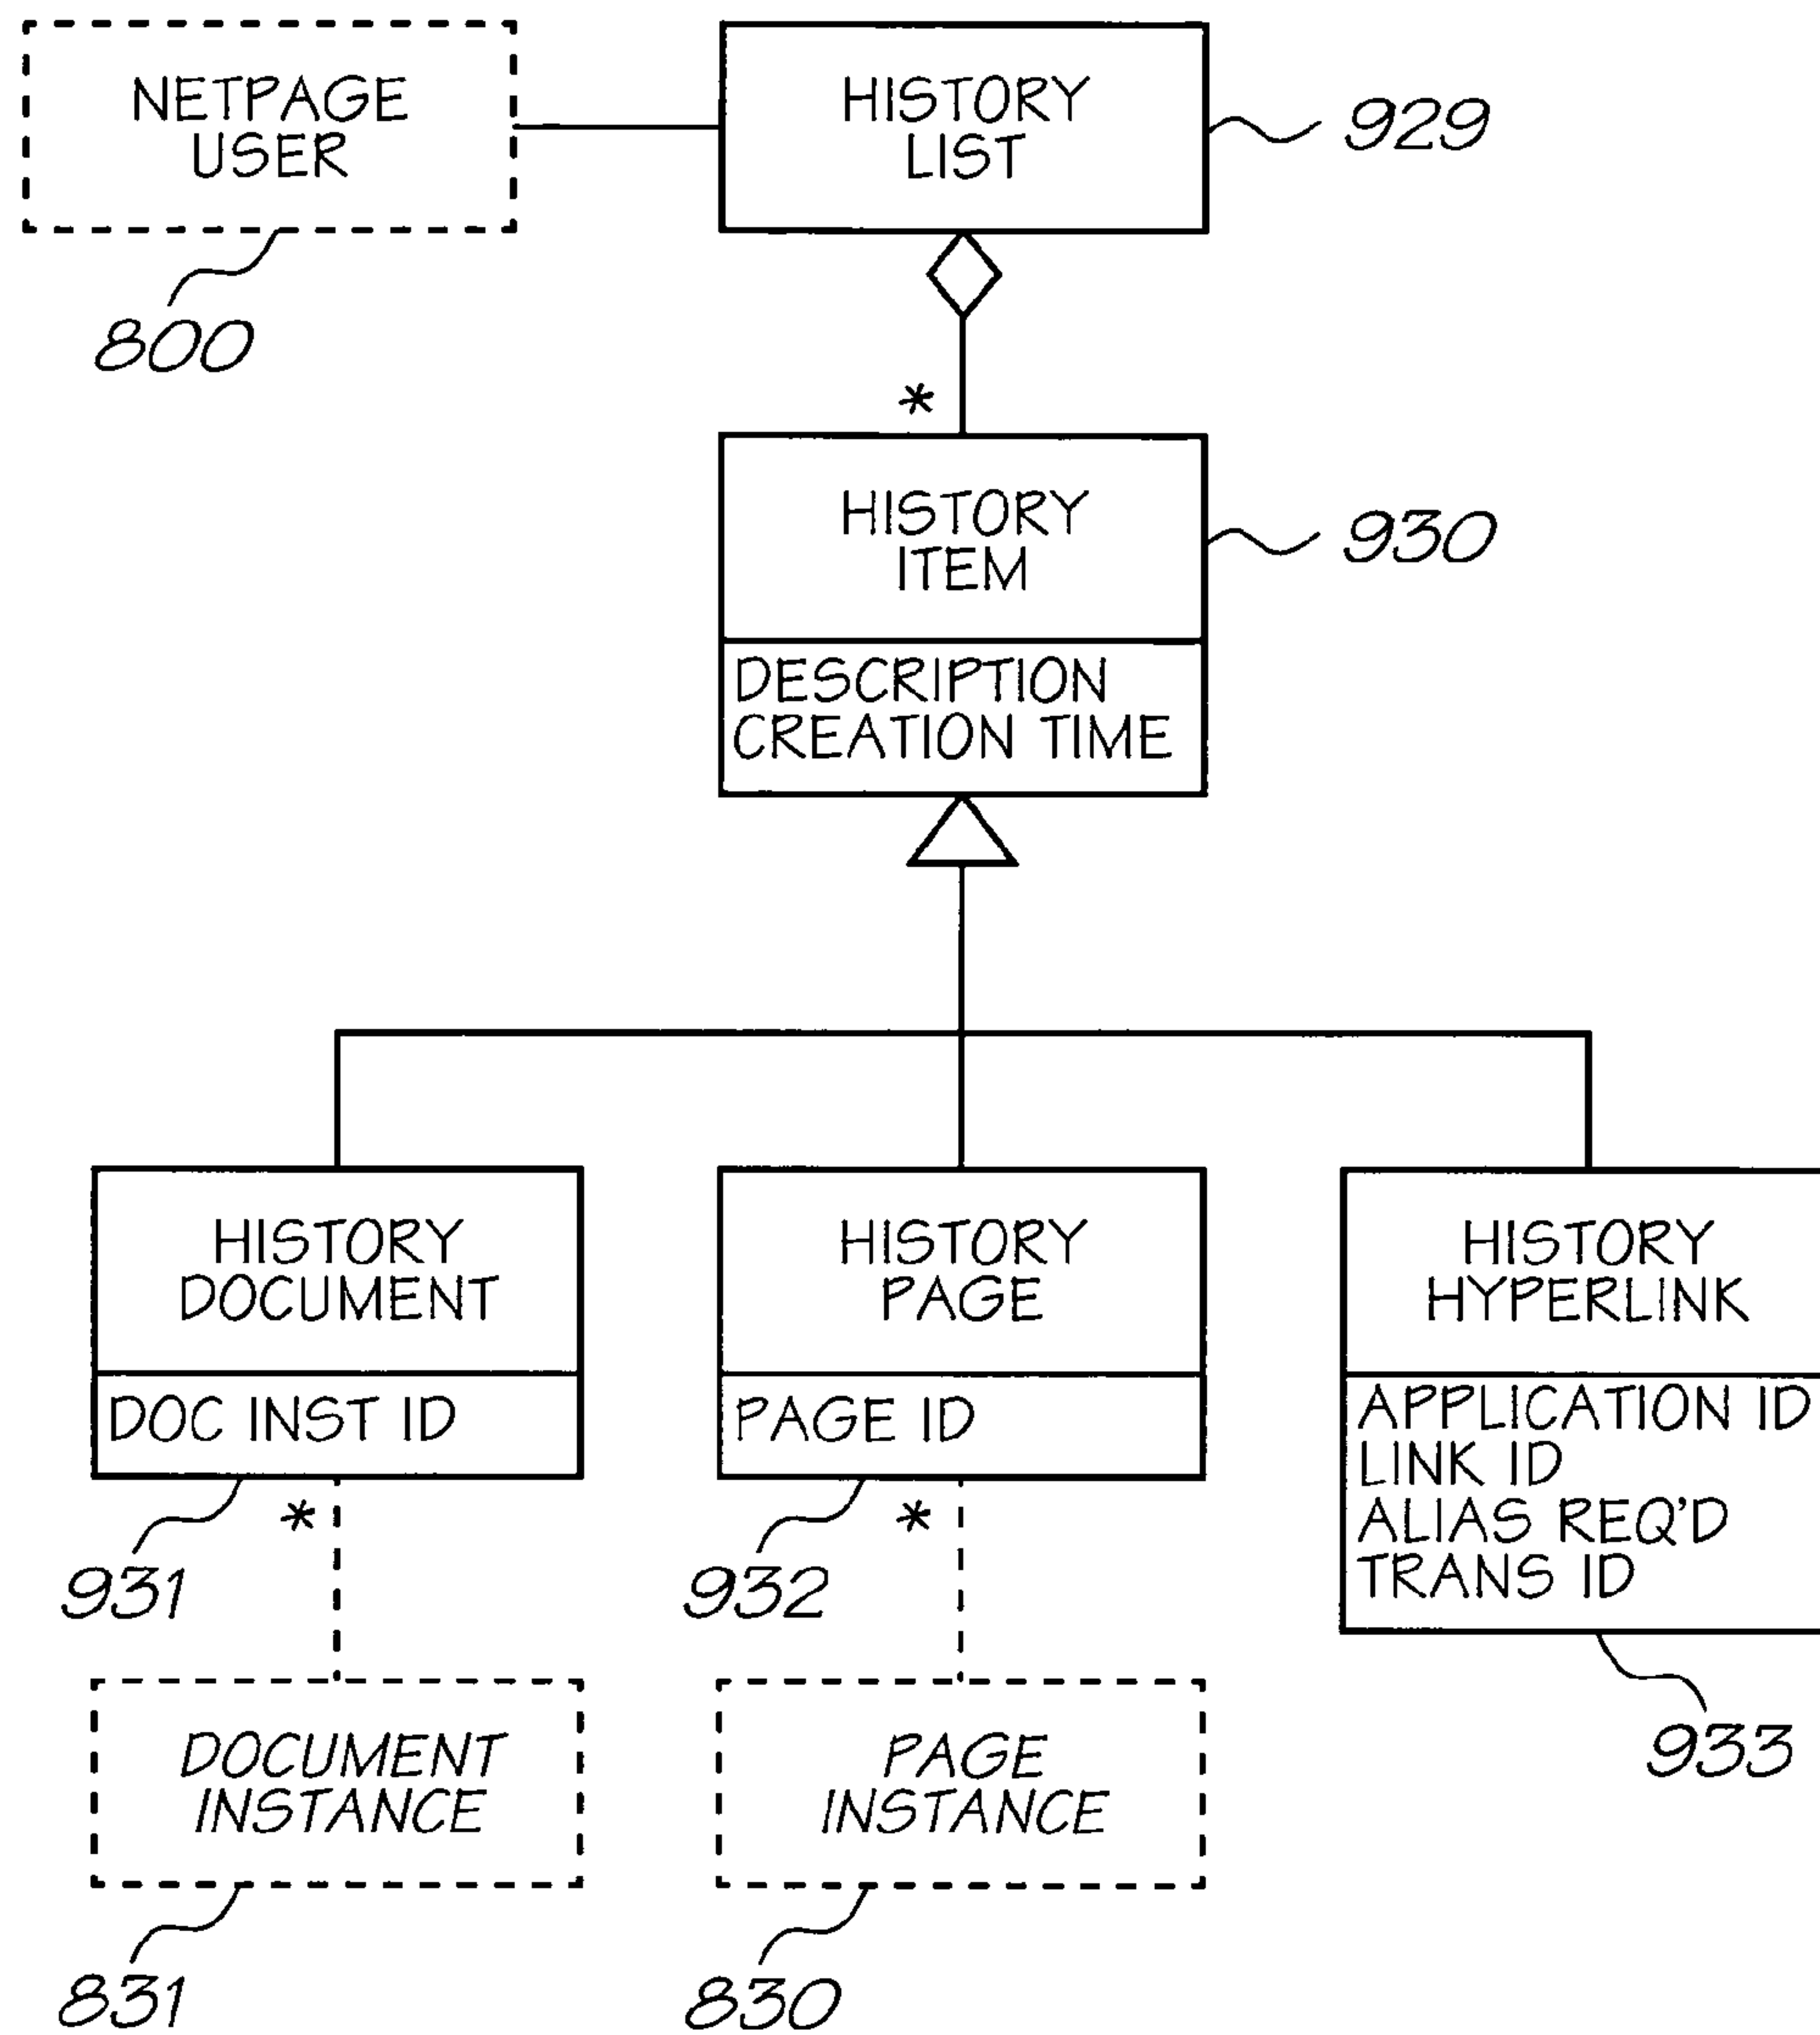 NETPAGE
USER
800
HISTORY
LIST
929
*
HISTORY
ITEM
930
DESCRIPTION
CREATION TIME
HISTORY
DOCUMENT
DOC INST ID
931
*
HISTORY
PAGE
PAGE ID
932
*
HISTORY
HYPERLINK
APPLICATION ID
LINK ID
ALIAS REQ'D
TRANS ID
933
DOCUMENT
INSTANCE
831
PAGE
INSTANCE
830